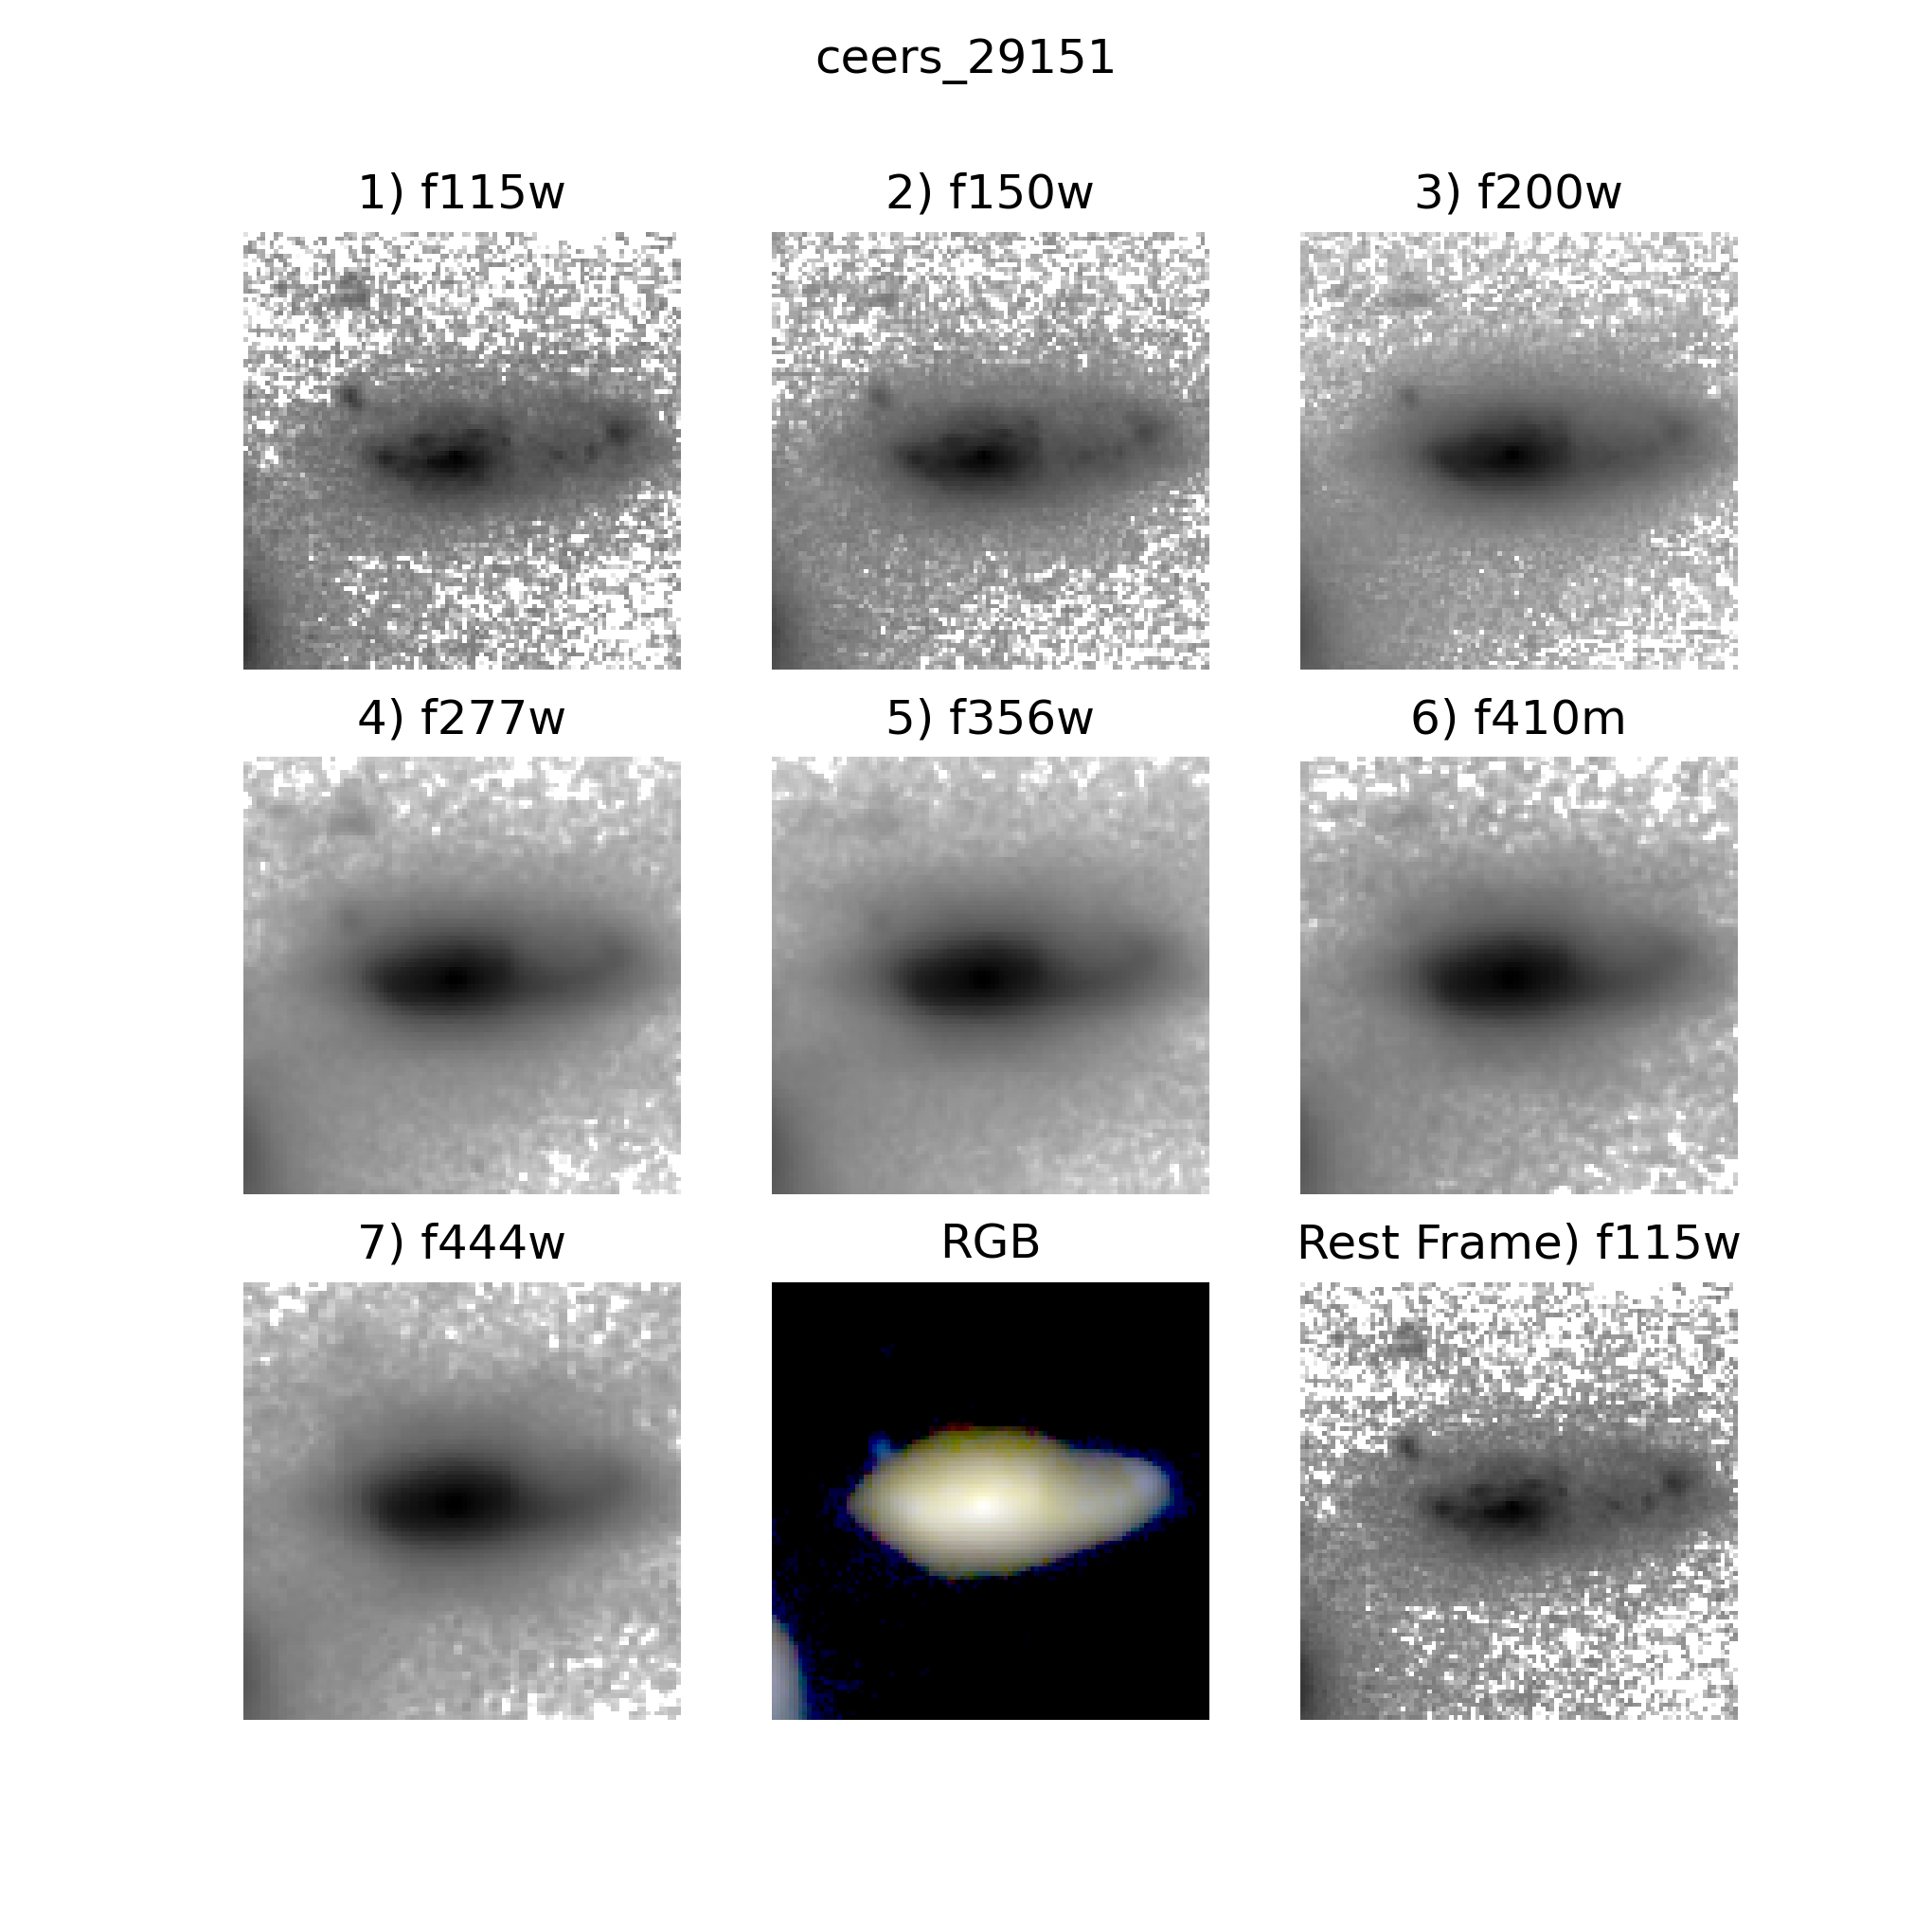 ceers_29151
1) f115w
2) f150w
3) f200w
4) f277w
5) f356w
6) f410m
7) f444w
RGB
Rest Frame) f115w